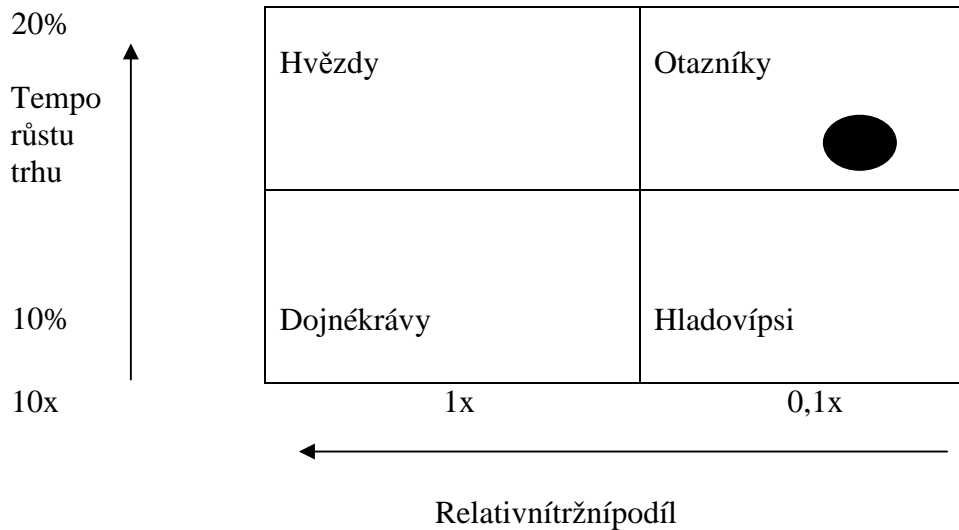 20%
Hvězdy
Otazníky
Tempo
růstu
trhu
10%
Dojnékrávy
Hladovípsi
10x
1x
0,1x
Relativnítržnípodíl